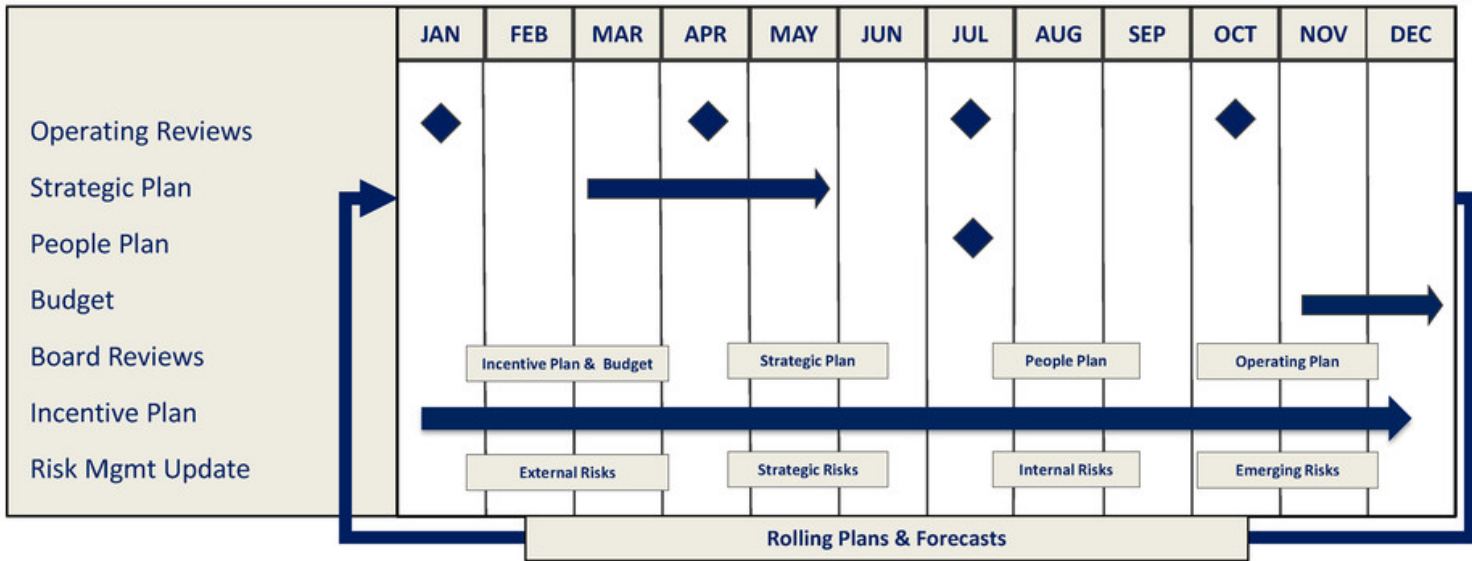 JAN FEB MAR APR MAY JUN JUL AUG SEP OCT NOV DEC
Operating Reviews
Strategic Plan
People Plan
Budget
Board Reviews Incentive Plan & Budget Strategic Plan People Plan Operating Plan
Incentive Plan
Risk Mgmt Update External Risks Strategic Risks Internal Risks Emerging Risks
Rolling Plans & Forecasts